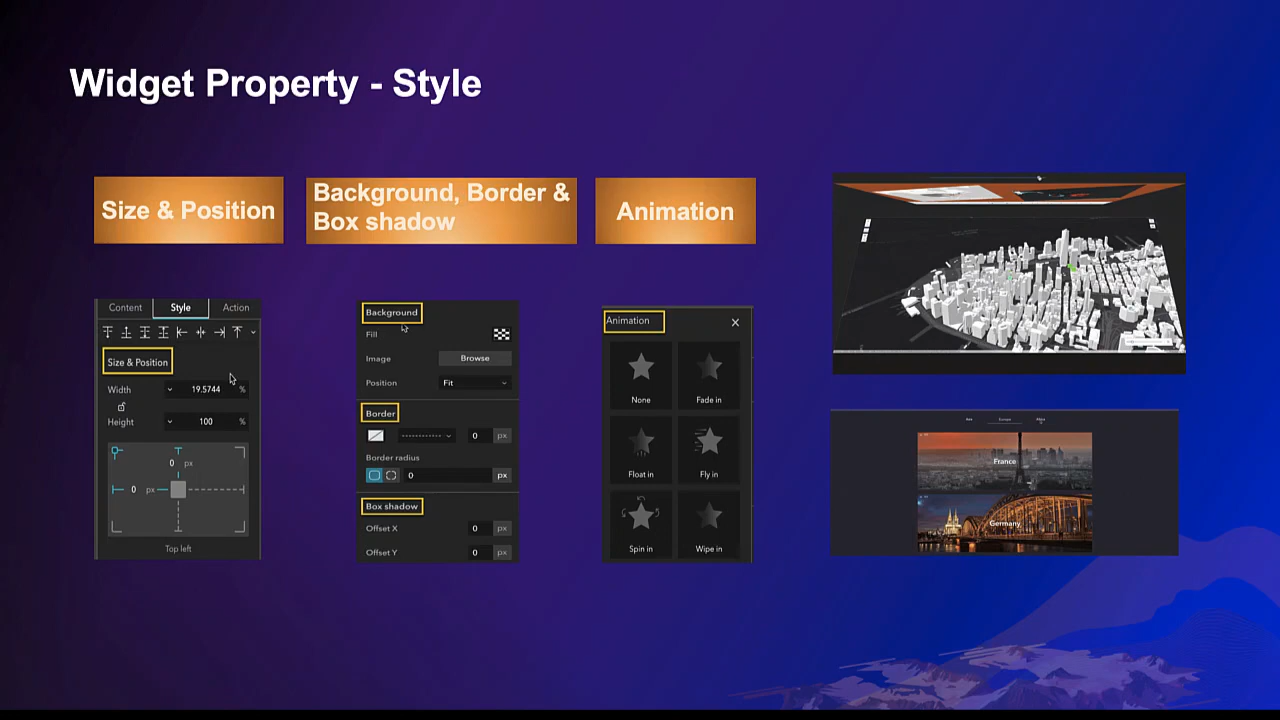 Widget Property - Style
Size & Position
Background, Border &
Box shadow
Animation
Content Style Action
Size & Position
Width 19.5744 %
Height 100 %
0 px
0 px
Top left
Background
Fill
Image Browse
Position Fit
Border
0 px
Border radius
0 px
Box shadow
Offset X 0 px
Offset Y 0 px
Animation
None Fade in
Float in Fly in
Spin in Wipe in
Europe
France
Germany